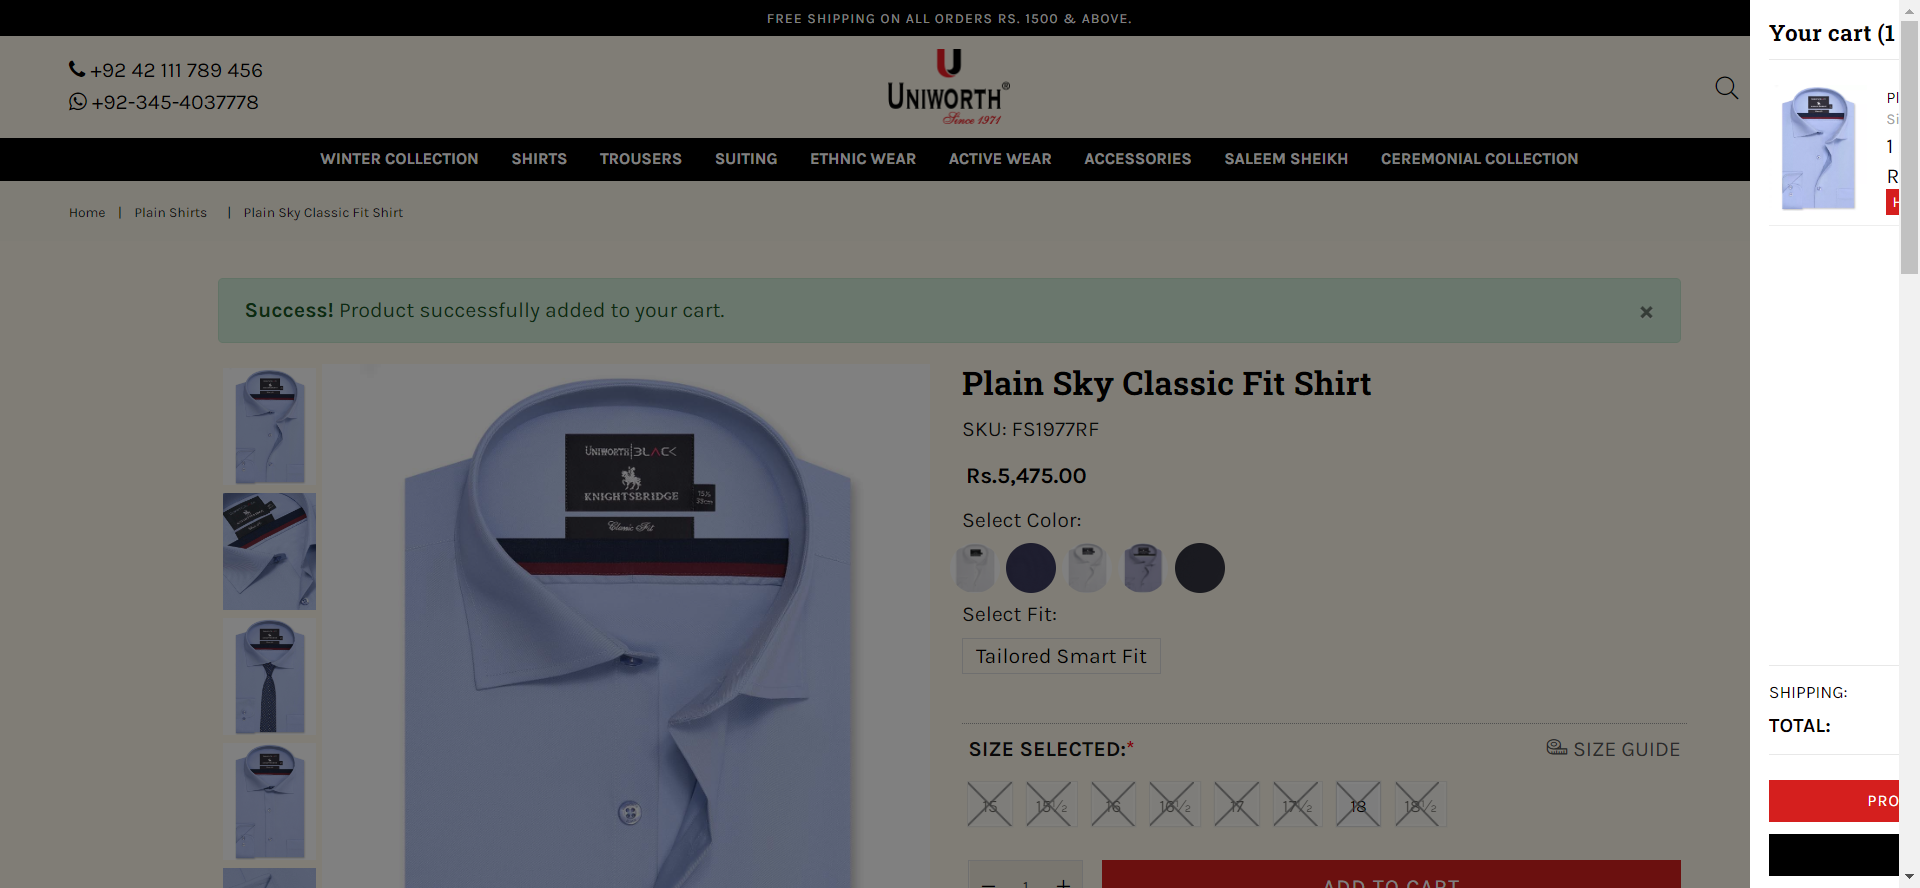 FREE SHIPPING ON ALL ORDERS RS. 1500 & ABOVE.
+92 42 111 789 456
+92-345-4037778
UNIWORTH®
Since 1971
WINTER COLLECTION SHIRTS TROUSERS SUITING ETHNIC WEAR ACTIVE WEAR ACCESSORIES SALEEM SHEIKH CEREMONIAL COLLECTION
Home | Plain Shirts | Plain Sky Classic Fit Shirt
Success! Product successfully added to your cart.
×
UNIWORTH|BLACK
KNIGHTSBRIDGE
Classic Fit
Plain Sky Classic Fit Shirt
SKU: FS1977RF
Rs.5,475.00
Select Color:
Select Fit:
Tailored Smart Fit
SIZE SELECTED:*
SIZE GUIDE
15 15½ 16 16½ 17 17½ 18 18½
− 1 +
ADD TO CART
Your cart (1
Pl
Si
1
R
H
SHIPPING:
TOTAL:
PRO